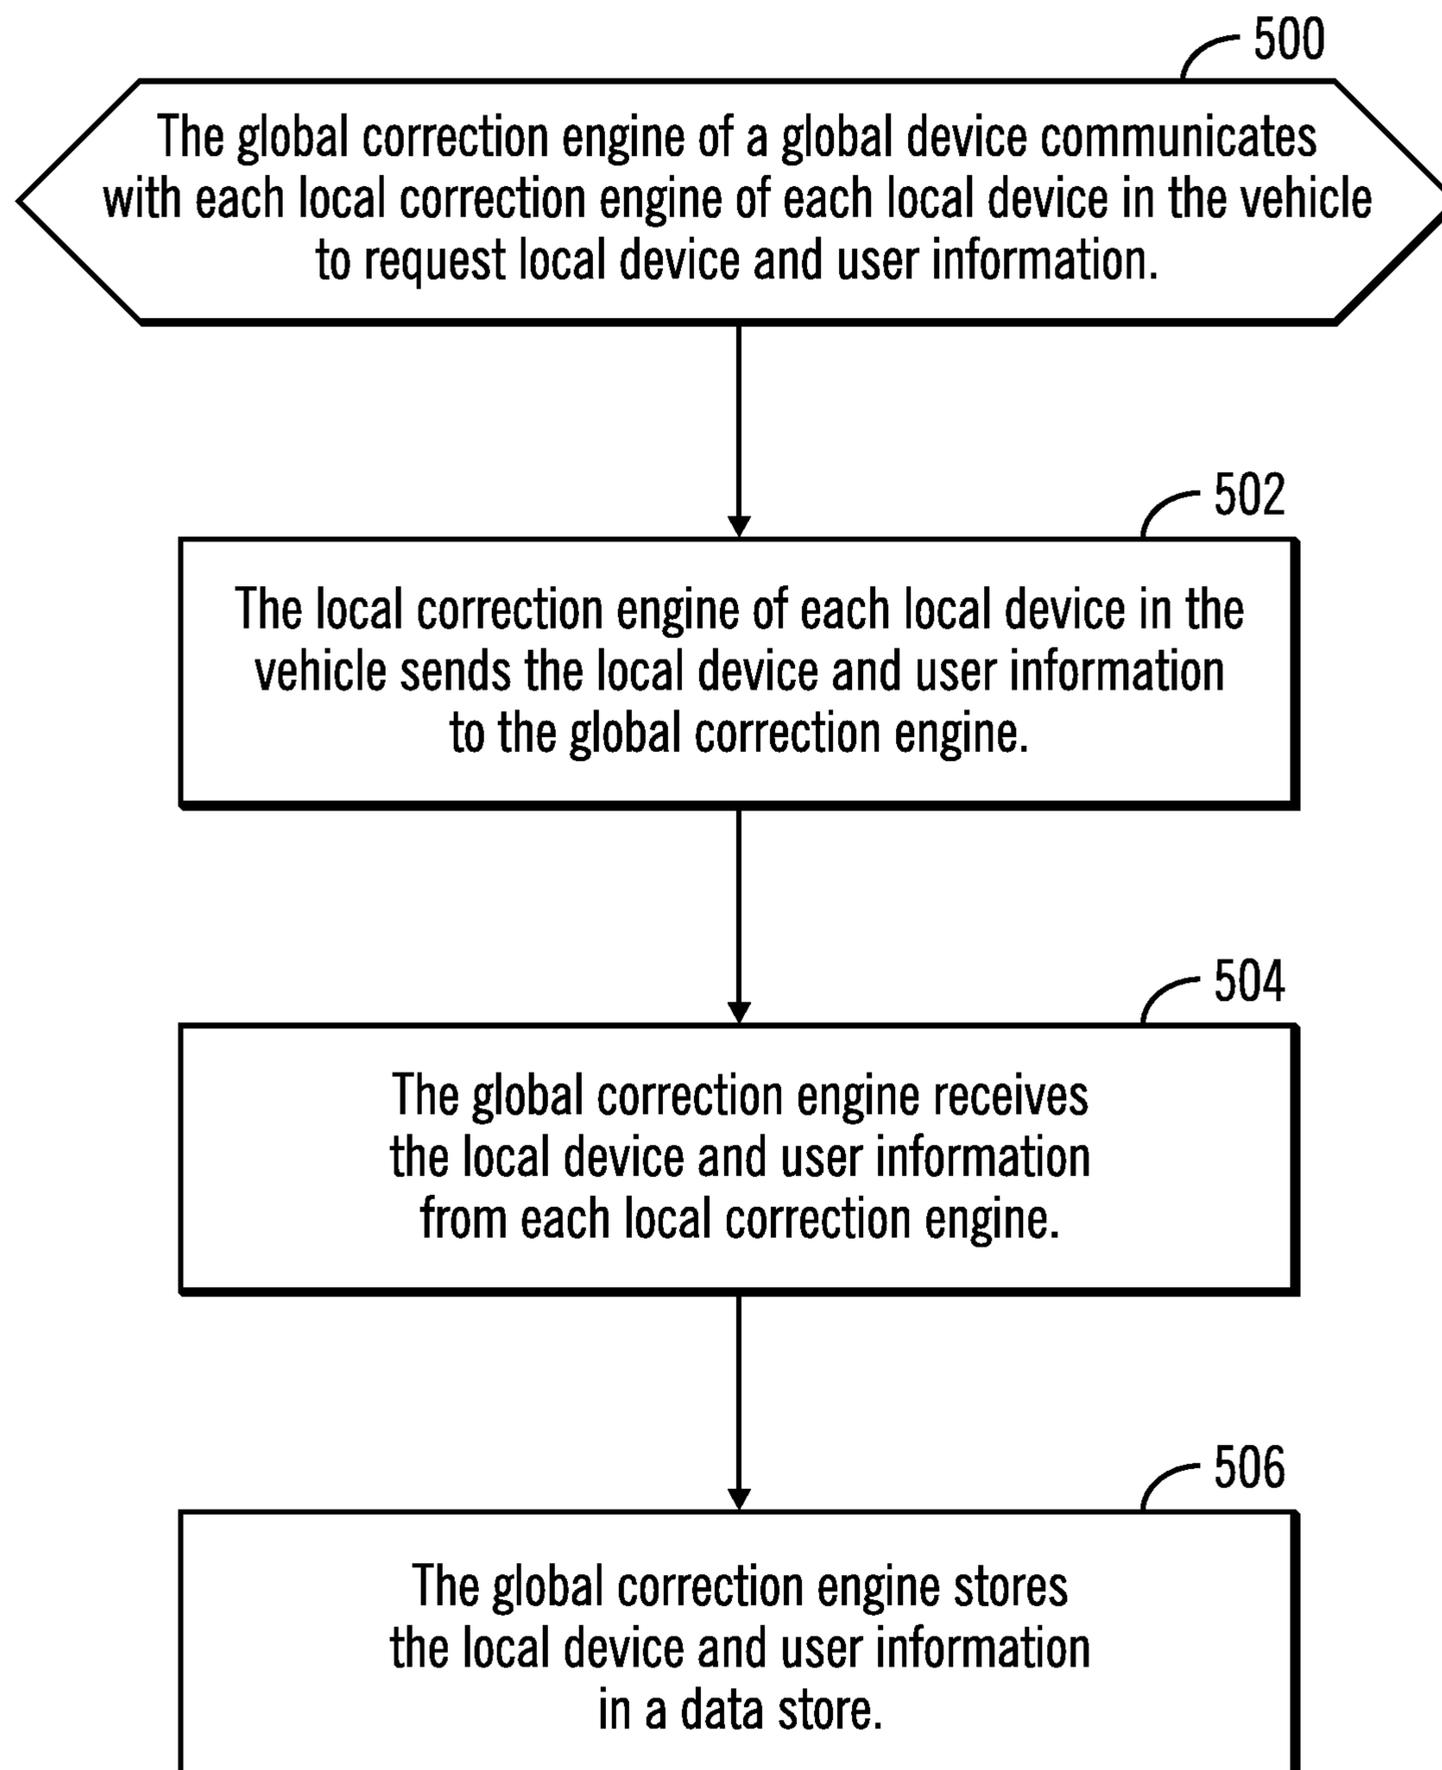 500
The global correction engine of a global device communicates
with each local correction engine of each local device in the vehicle
to request local device and user information.
502
The local correction engine of each local device in the
vehicle sends the local device and user information
to the global correction engine.
504
The global correction engine receives
the local device and user information
from each local correction engine.
506
The global correction engine stores
the local device and user information
in a data store.